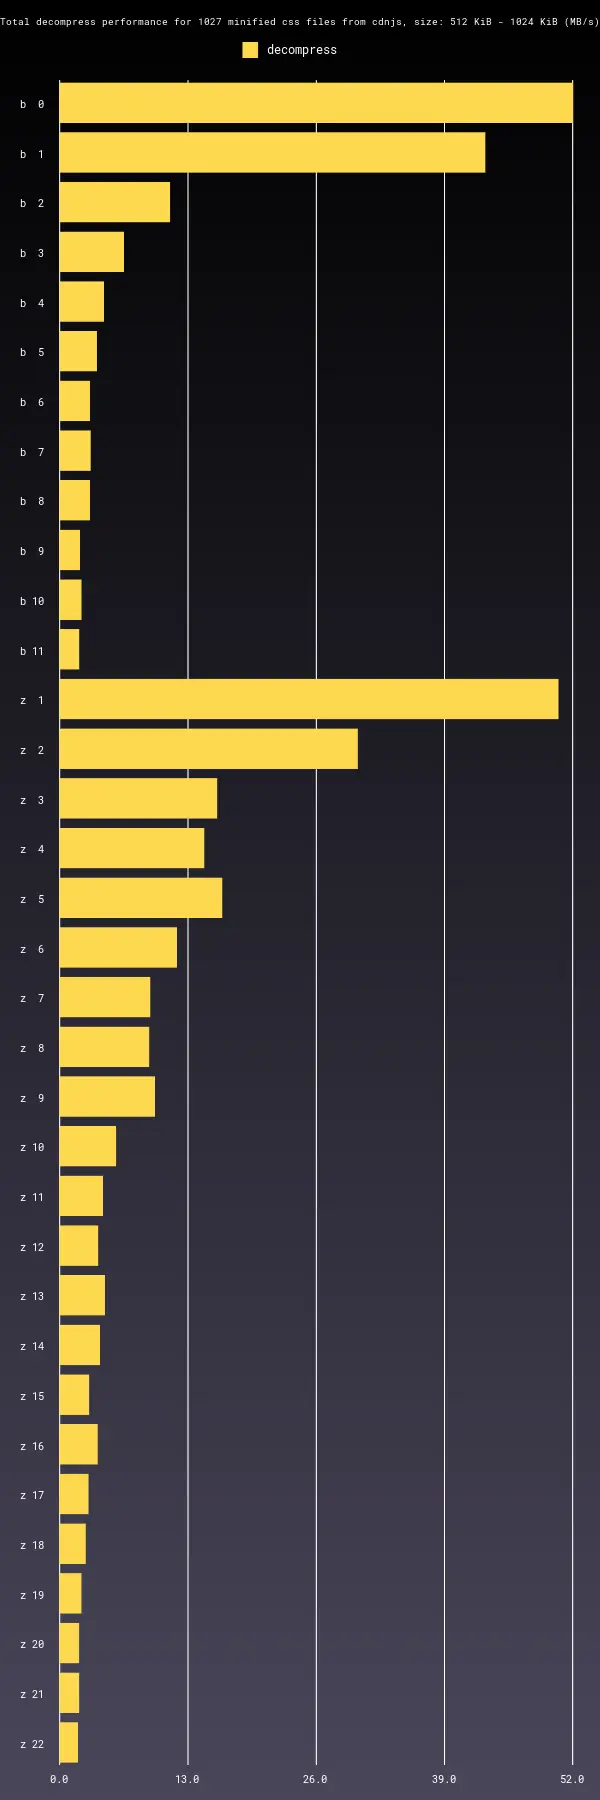 Total decompress performance for 1027 minified css files from cdnjs, size: 512 KiB - 1024 KiB (MB/s)
decompress
b 0
b 1
b 2
b 3
b 4
b 5
b 6
b 7
b 8
b 9
b 10
b 11
z 1
z 2
z 3
z 4
z 5
z 6
z 7
z 8
z 9
z 10
z 11
z 12
z 13
z 14
z 15
z 16
z 17
z 18
z 19
z 20
z 21
z 22
0.0 13.0 26.0 39.0 52.0